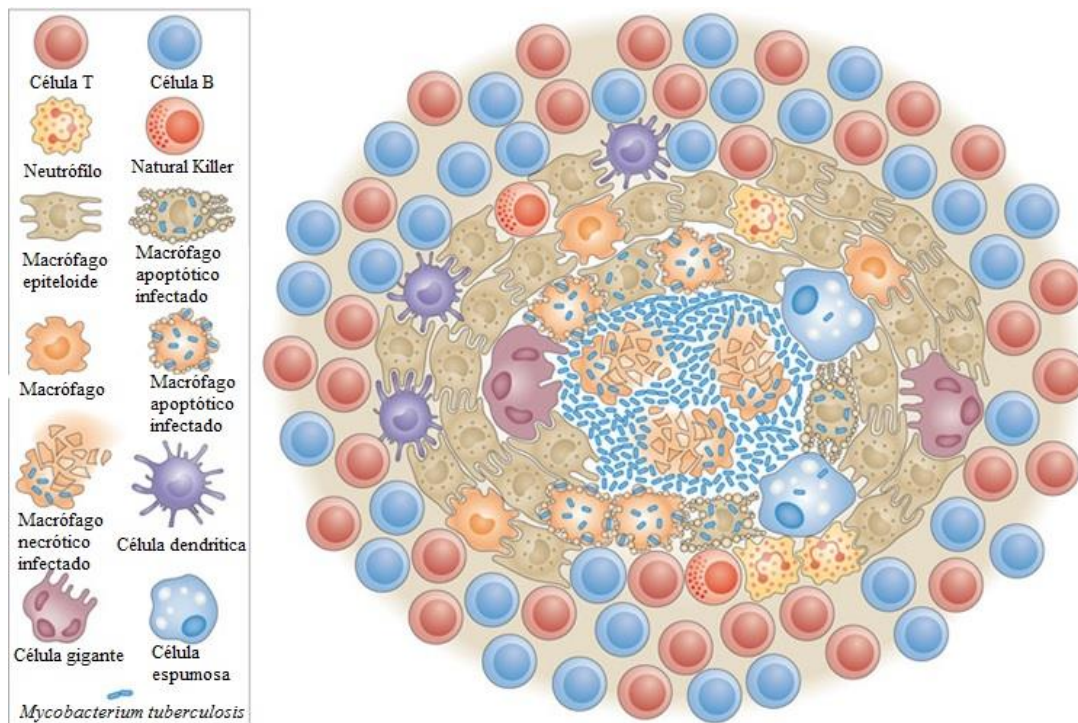 Célula T
Célula B
Neutrófilo
Natural Killer
Macrófago
epiteloide
Macrófago
apoptótico
infectado
Macrófago
Macrófago
apoptótico
infectado
Macrófago
necrótico
infectado
Célula dendrítica
Célula gigante
Célula
espumosa
Mycobacterium tuberculosis